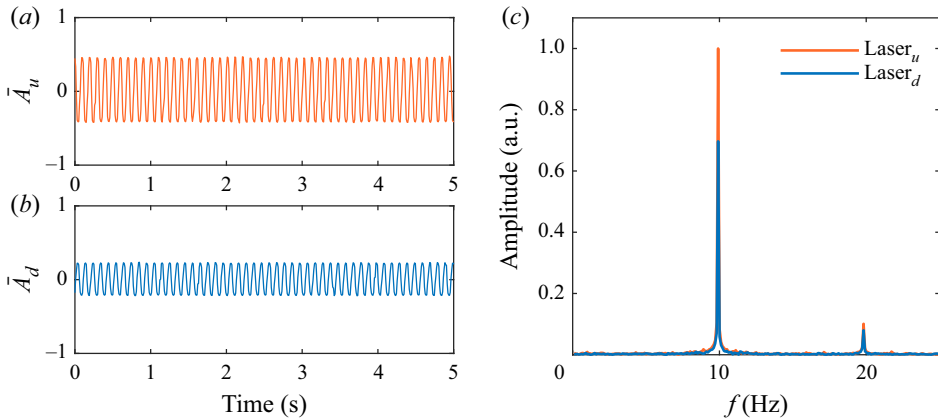 (a)
1
0
−1
Ā_u
0 1 2 3 4 5
(b)
1
0
−1
Ā_d
0 1 2 3 4 5
Time (s)
(c)
Laser_u
Laser_d
1.0
0.8
0.6
0.4
0.2
Amplitude (a.u.)
0 10 20
f (Hz)